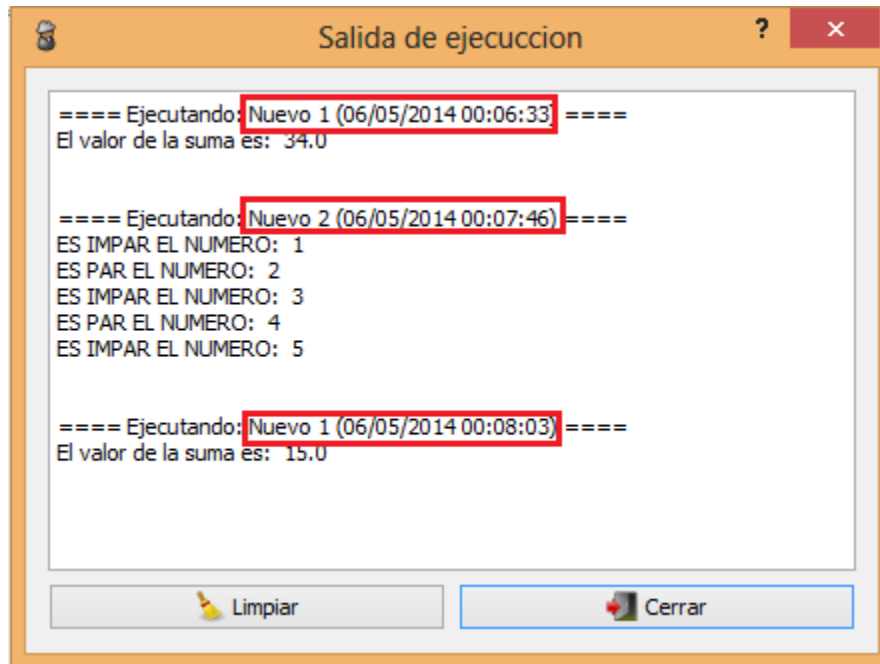 Salida de ejecuccion
? ×
==== Ejecutando: Nuevo 1 (06/05/2014 00:06:33) ====
El valor de la suma es: 34.0
==== Ejecutando: Nuevo 2 (06/05/2014 00:07:46) ====
ES IMPAR EL NUMERO: 1
ES PAR EL NUMERO: 2
ES IMPAR EL NUMERO: 3
ES PAR EL NUMERO: 4
ES IMPAR EL NUMERO: 5
==== Ejecutando: Nuevo 1 (06/05/2014 00:08:03) ====
El valor de la suma es: 15.0
Limpiar
Cerrar